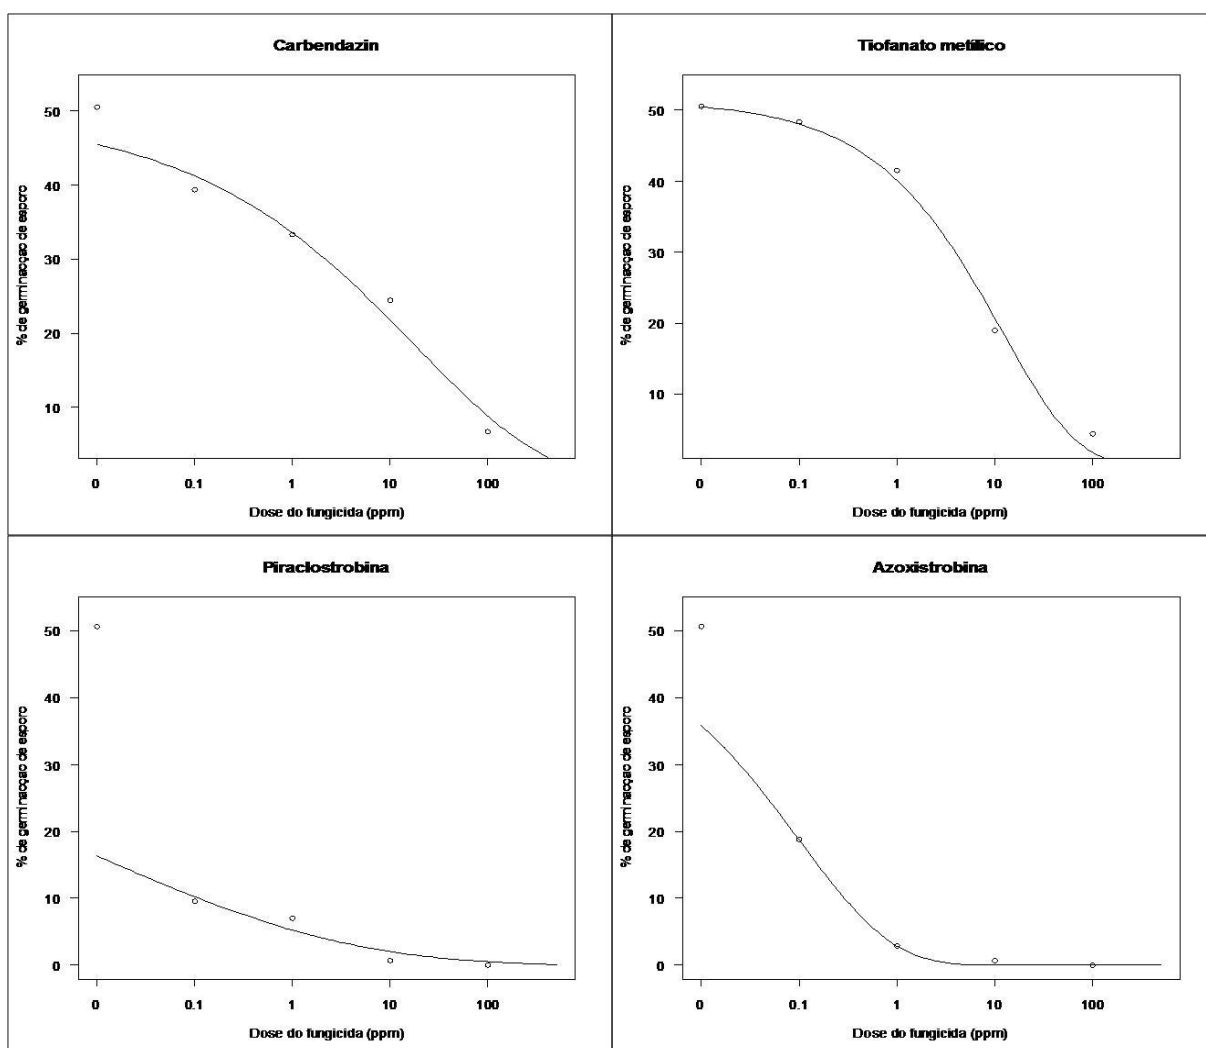 Carbendazin
50
40
30
20
10
% de germinacçao de esporo
0 0.1 1 10 100
Dose do fungicida (ppm)
Tiofanato metílico
50
40
30
20
10
% de germinacçao de esporo
0 0.1 1 10 100
Dose do fungicida (ppm)
Piraclostrobina
50
40
30
20
10
0
% de germinacçao de esporo
0 0.1 1 10 100
Dose do fungicida (ppm)
Azoxistrobina
50
40
30
20
10
0
% de germinacçao de esporo
0 0.1 1 10 100
Dose do fungicida (ppm)